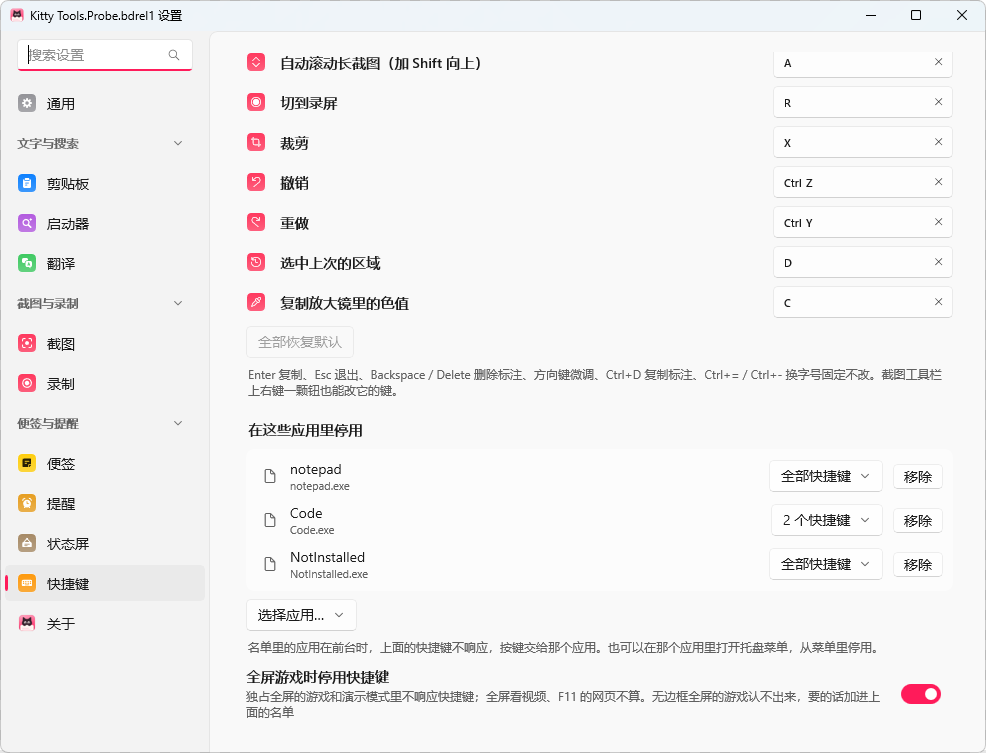 Kitty Tools.Probe.bdrel1 设置
搜索设置
通用
文字与搜索
剪贴板
启动器
翻译
截图与录制
截图
录制
便签与提醒
便签
提醒
状态屏
快捷键
关于
自动滚动长截图（加 Shift 向上）
A
切到录屏
R
裁剪
X
撤销
Ctrl Z
重做
Ctrl Y
选中上次的区域
D
复制放大镜里的色值
C
全部恢复默认
Enter 复制、Esc 退出、Backspace / Delete 删除标注、方向键微调、Ctrl+D 复制标注、Ctrl+= / Ctrl+- 换字号固定不改。截图工具栏
上右键一颗钮也能改它的键。
在这些应用里停用
notepad
notepad.exe
全部快捷键
移除
Code
Code.exe
2 个快捷键
移除
NotInstalled
NotInstalled.exe
全部快捷键
移除
选择应用...
名单里的应用在前台时，上面的快捷键不响应，按键交给那个应用。也可以在那个应用里打开托盘菜单，从菜单里停用。
全屏游戏时停用快捷键
独占全屏的游戏和演示模式里不响应快捷键；全屏看视频、F11 的网页不算。无边框全屏的游戏认不出来，要的话加进上
面的名单